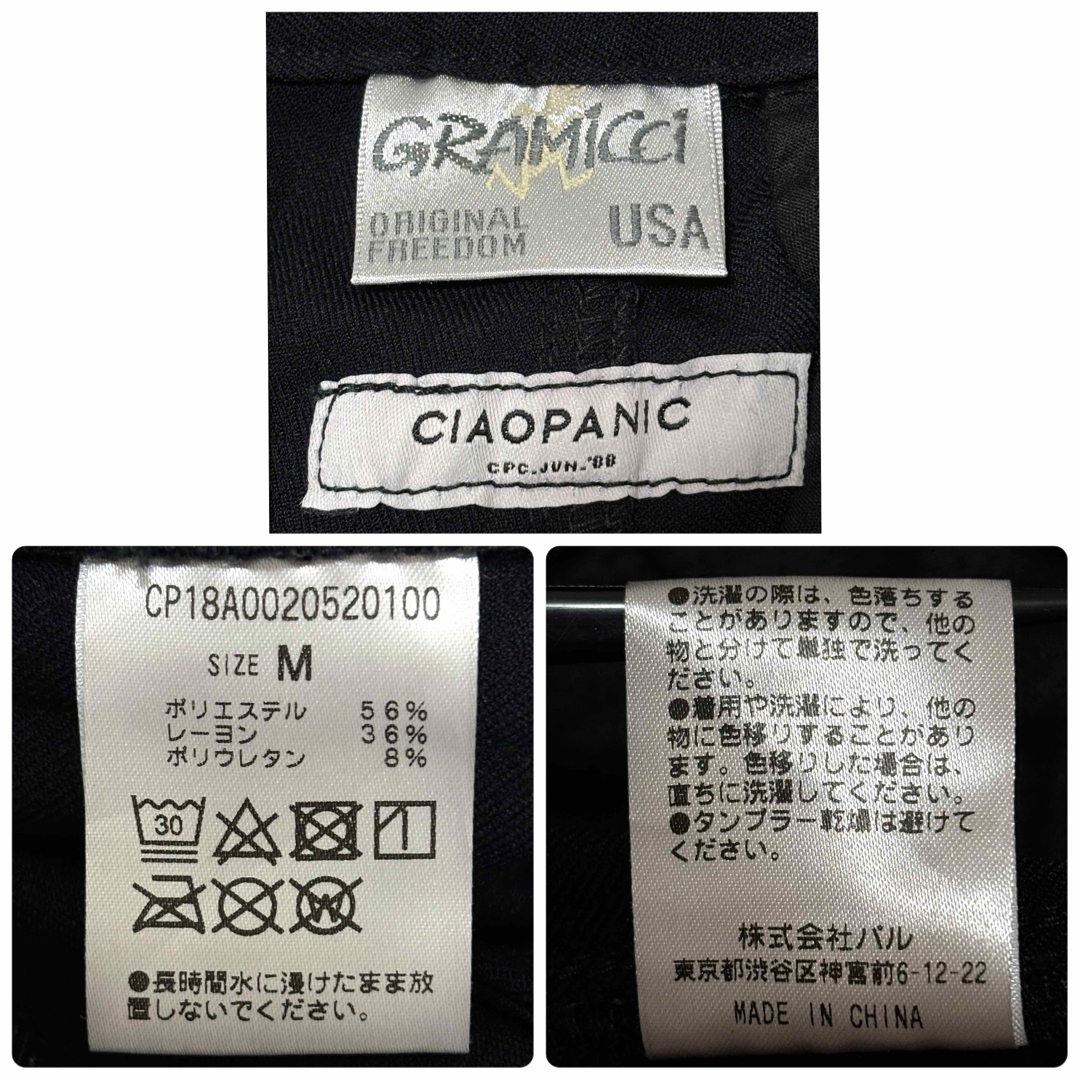 GRAMiCCi
ORIGINAL
FREEDOM
USA
CIAOPANIC
CPC_JUN_'88
CP18A0020520100
SIZE M
ポリエステル 56%
レーヨン 36%
ポリウレタン 8%
30
W
●長時間水に浸けたまま放
置しないでください。
●洗濯の際は、色落ちする
ことがありますので、他の
物と分けて単独で洗ってく
ださい。
●着用や洗濯により、他の
物に色移りすることがあり
ます。色移りした場合は、
直ちに洗濯してください。
●タンブラー乾燥は避けて
ください。
株式会社パル
東京都渋谷区神宮前6-12-22
MADE IN CHINA